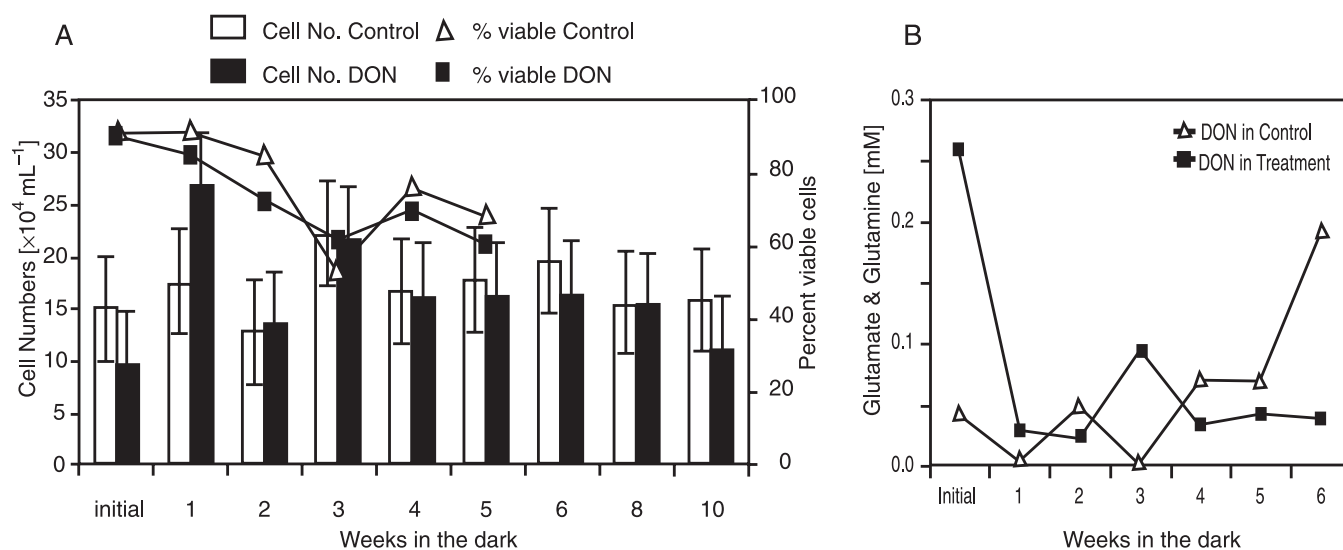 A
Cell No. Control
% viable Control
Cell No. DON
% viable DON
35
30
25
20
15
10
5
0
Cell Numbers [×10⁴ mL⁻¹]
100
80
60
40
20
0
Percent viable cells
initial 1 2 3 4 5 6 8 10
Weeks in the dark
B
0.3
0.2
0.1
0.0
Glutamate & Glutamine [mM]
DON in Control
DON in Treatment
Initial 1 2 3 4 5 6
Weeks in the dark